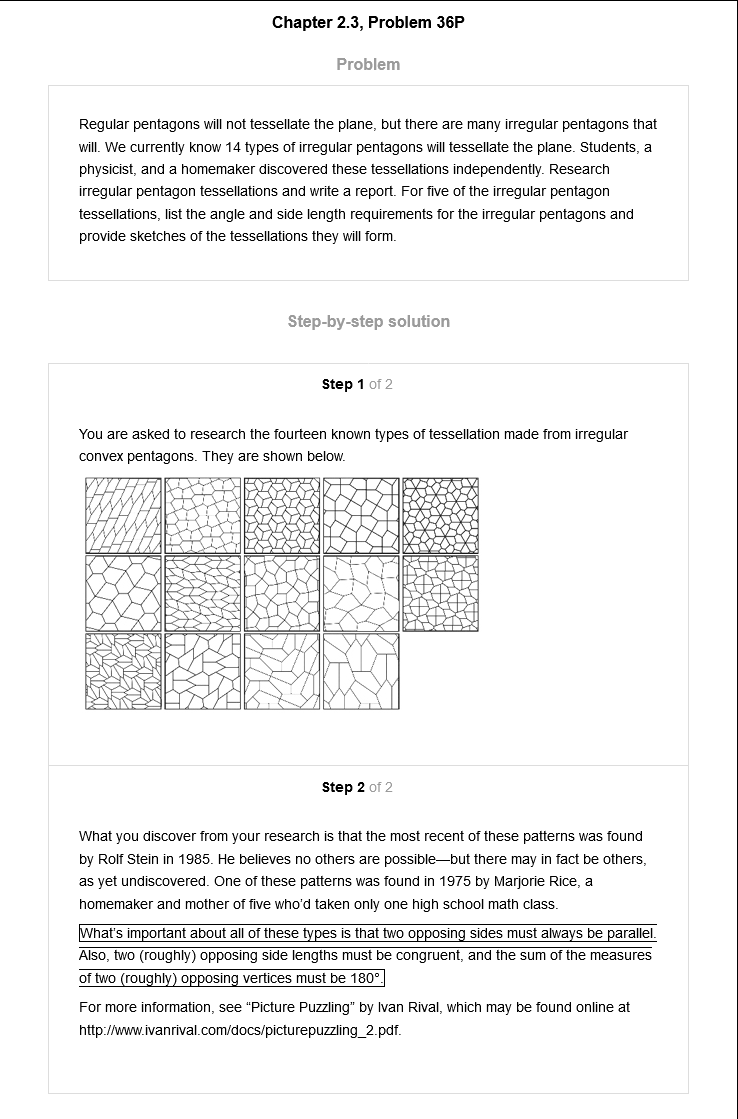 Chapter 2.3, Problem 36P
Problem
Regular pentagons will not tessellate the plane, but there are many irregular pentagons that
will. We currently know 14 types of irregular pentagons will tessellate the plane. Students, a
physicist, and a homemaker discovered these tessellations independently. Research
irregular pentagon tessellations and write a report. For five of the irregular pentagon
tessellations, list the angle and side length requirements for the irregular pentagons and
provide sketches of the tessellations they will form.
Step-by-step solution
Step 1 of 2
You are asked to research the fourteen known types of tessellation made from irregular
convex pentagons. They are shown below.
Step 2 of 2
What you discover from your research is that the most recent of these patterns was found
by Rolf Stein in 1985. He believes no others are possible—but there may in fact be others,
as yet undiscovered. One of these patterns was found in 1975 by Marjorie Rice, a
homemaker and mother of five who'd taken only one high school math class.
What's important about all of these types is that two opposing sides must always be parallel.
Also, two (roughly) opposing side lengths must be congruent, and the sum of the measures
of two (roughly) opposing vertices must be 180°.
For more information, see “Picture Puzzling” by Ivan Rival, which may be found online at
http://www.ivanrival.com/docs/picturepuzzling_2.pdf.